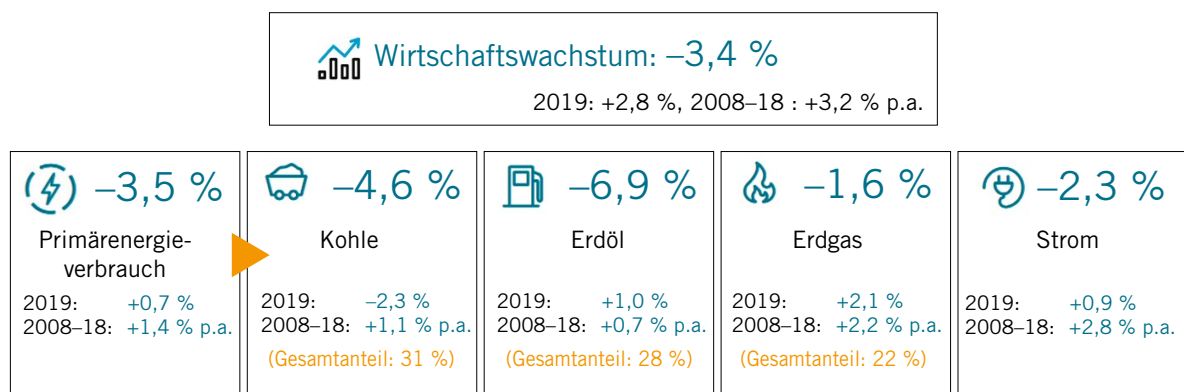 Wirtschaftswachstum: –3,4 %
2019: +2,8 %, 2008–18 : +3,2 % p.a.
–3,5 %
Primärenergie-
verbrauch
2019: +0,7 %
2008–18: +1,4 % p.a.
–4,6 %
Kohle
2019: –2,3 %
2008–18: +1,1 % p.a.
(Gesamtanteil: 31 %)
–6,9 %
Erdöl
2019: +1,0 %
2008–18: +0,7 % p.a.
(Gesamtanteil: 28 %)
–1,6 %
Erdgas
2019: +2,1 %
2008–18: +2,2 % p.a.
(Gesamtanteil: 22 %)
–2,3 %
Strom
2019: +0,9 %
2008–18: +2,8 % p.a.